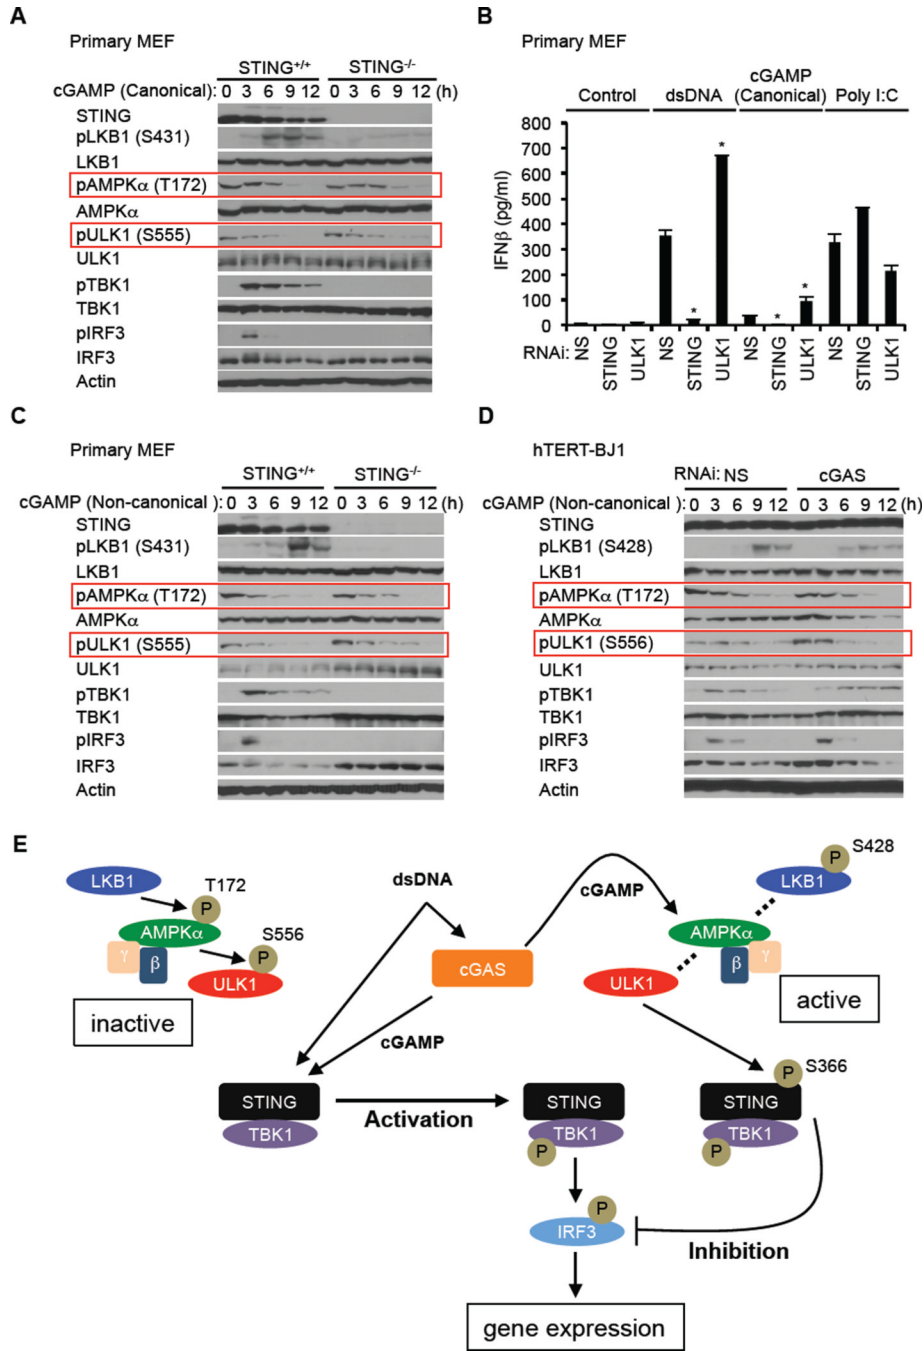 A
Primary MEF
STING+/+ STING-/-
cGAMP (Canonical): 0 3 6 9 12 0 3 6 9 12 (h)
STING
pLKB1 (S431)
LKB1
pAMPKα (T172)
AMPKα
pULK1 (S555)
ULK1
pTBK1
TBK1
pIRF3
IRF3
Actin
B
Primary MEF
Control dsDNA cGAMP (Canonical) Poly I:C
IFNβ (pg/ml)
800
700
600
500
400
300
200
100
0
* * * *
RNAi: NS STING ULK1 NS STING ULK1 NS STING ULK1 NS STING ULK1
C
Primary MEF
STING+/+ STING-/-
cGAMP (Non-canonical ): 0 3 6 9 12 0 3 6 9 12 (h)
STING
pLKB1 (S431)
LKB1
pAMPKα (T172)
AMPKα
pULK1 (S555)
ULK1
pTBK1
TBK1
pIRF3
IRF3
Actin
D
hTERT-BJ1
RNAi: NS cGAS
cGAMP (Non-canonical ): 0 3 6 9 12 0 3 6 9 12 (h)
STING
pLKB1 (S428)
LKB1
pAMPKα (T172)
AMPKα
pULK1 (S556)
ULK1
pTBK1
TBK1
pIRF3
IRF3
Actin
E
LKB1
T172
P
AMPKα
γ
β
S556
P
ULK1
inactive
dsDNA
cGAS
cGAMP
cGAMP
S428
P
LKB1
AMPKα
β
γ
ULK1
active
STING
TBK1
Activation
STING
TBK1
P
S366
P
STING
TBK1
P
P
IRF3
Inhibition
gene expression